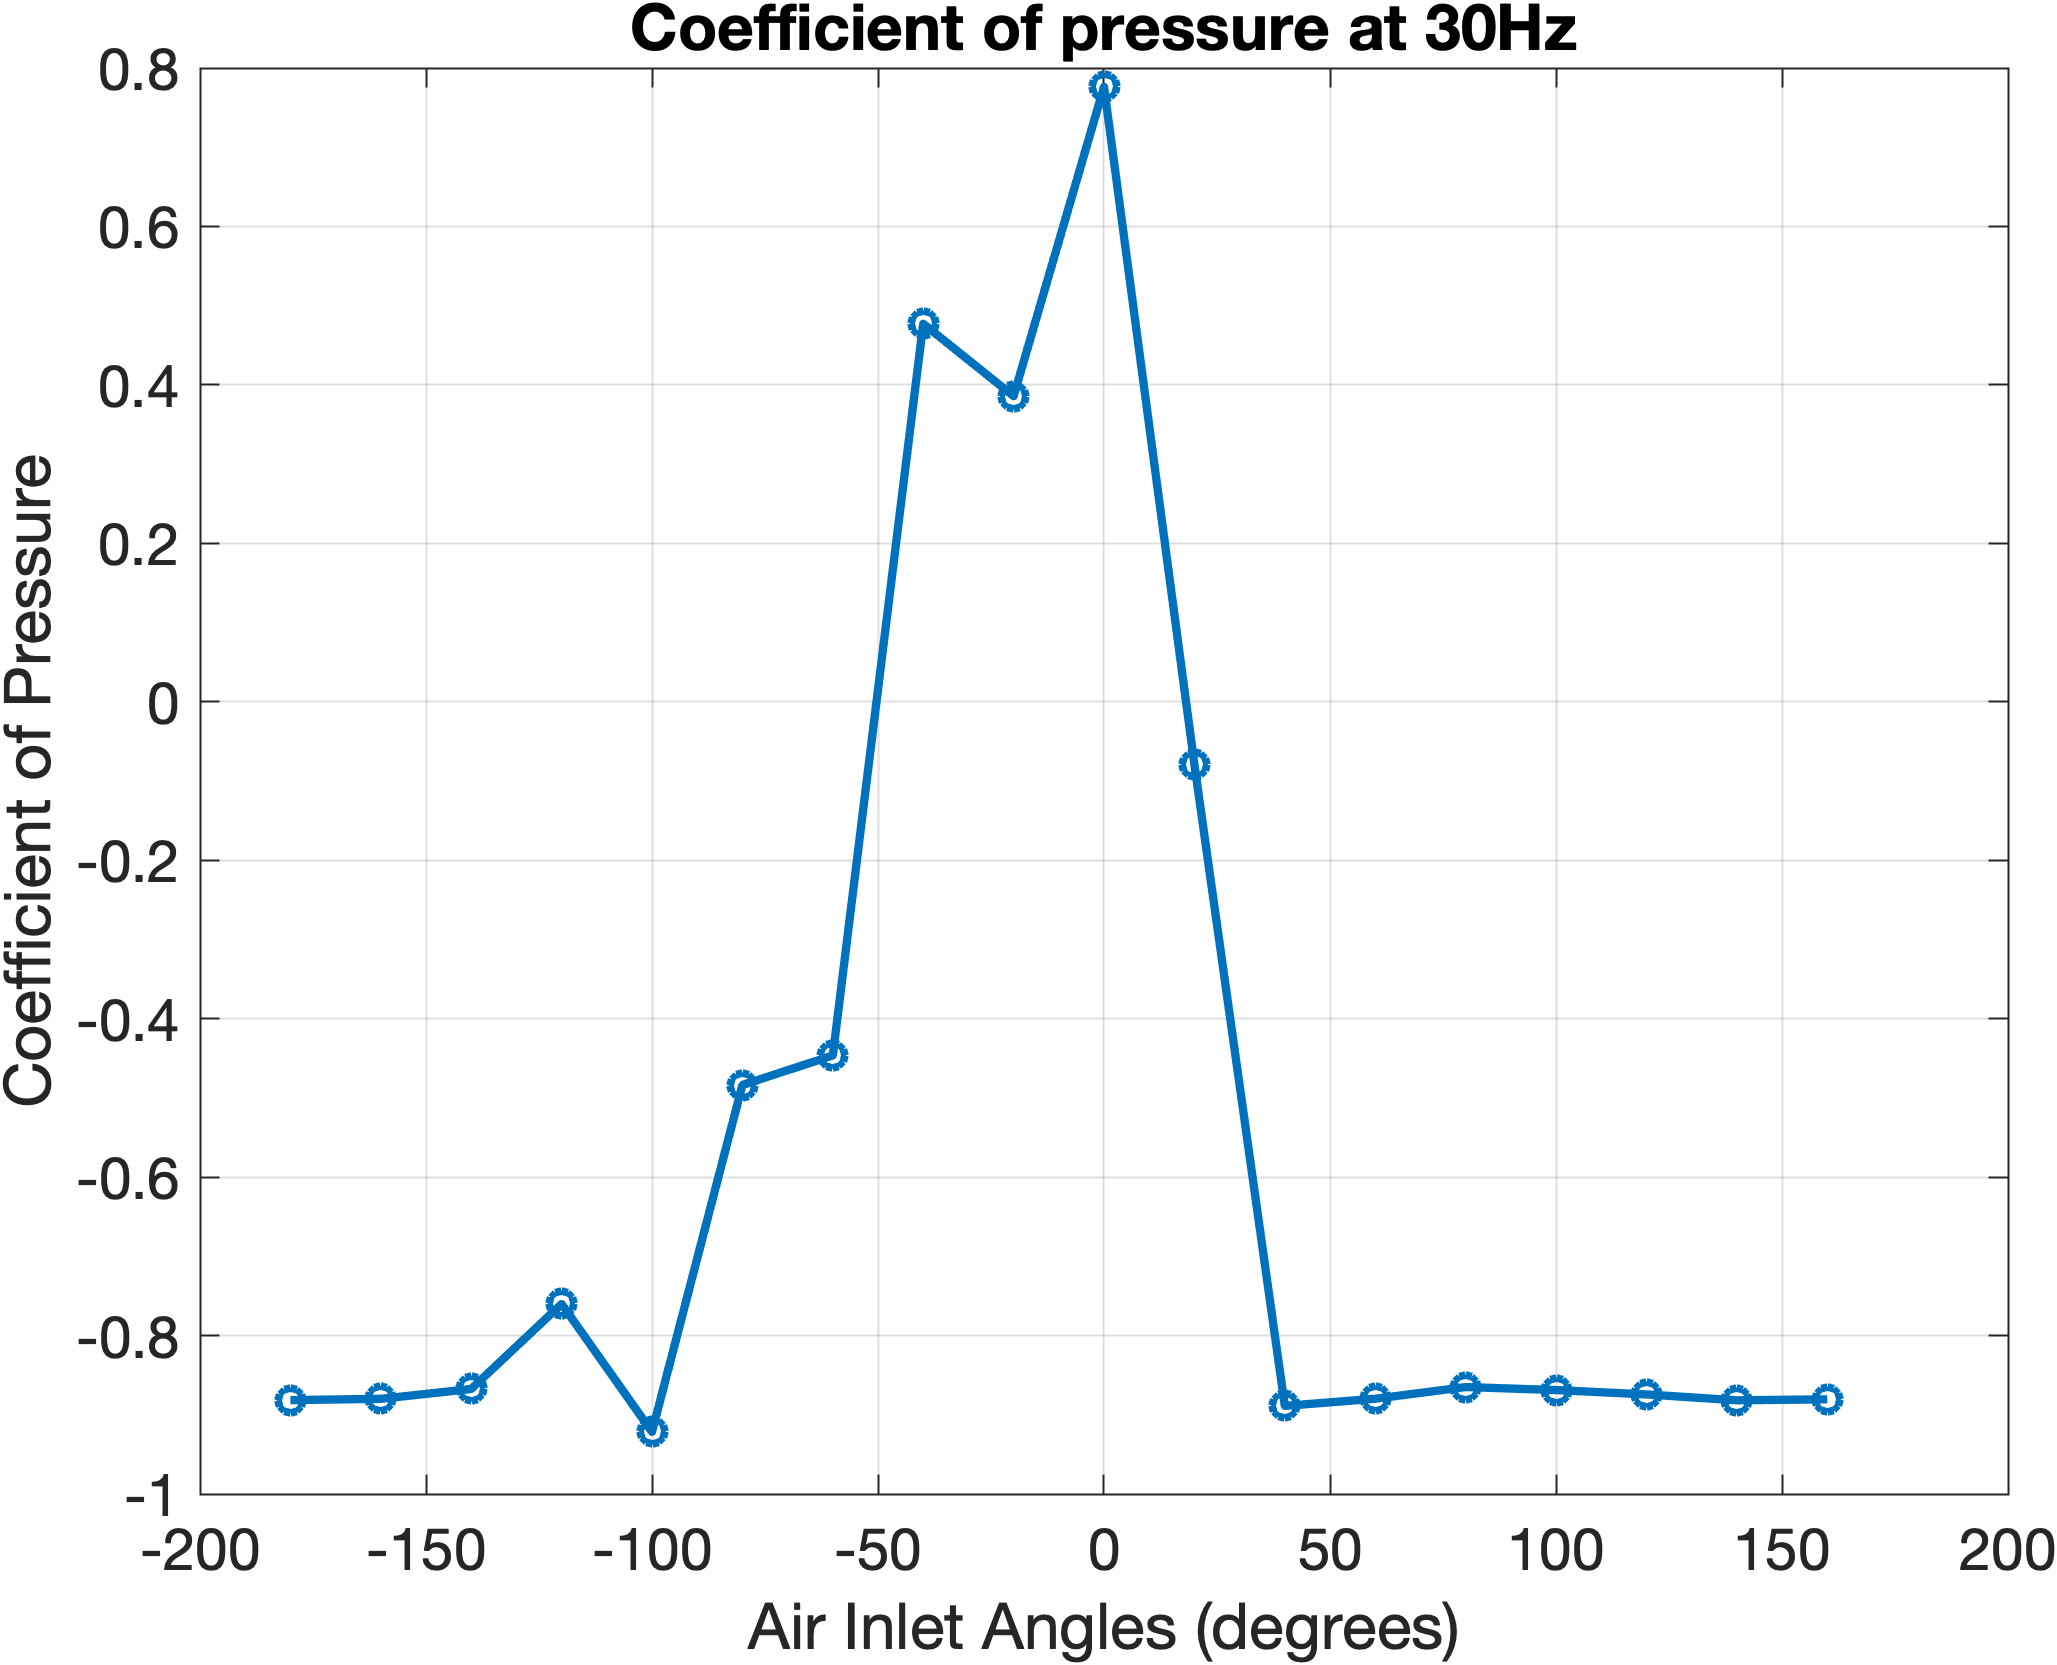 Coefficient of pressure at 30Hz
0.8
0.6
0.4
0.2
0
-0.2
-0.4
-0.6
-0.8
-1
Coefficient of Pressure
-200 -150 -100 -50 0 50 100 150 200
Air Inlet Angles (degrees)